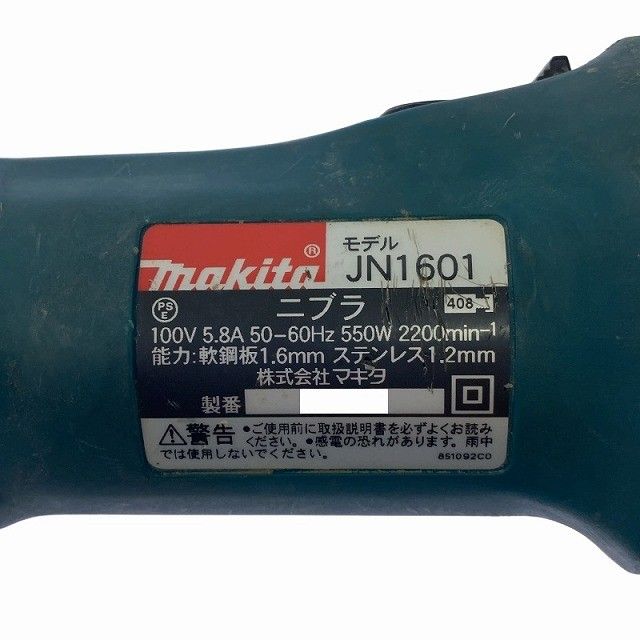 モデル
makita® JN1601
PS
E
ニブラ 408
100V 5.8A 50-60Hz 550W 2200min⁻¹
能力:軟鋼板1.6mm ステンレス1.2mm
株式会社マキタ
製番
⚠警告 ●ご使用前に取扱説明書を必ずよくお読み
ください。●感電の恐れがあります。雨中
では使用しないでください。
851092C0